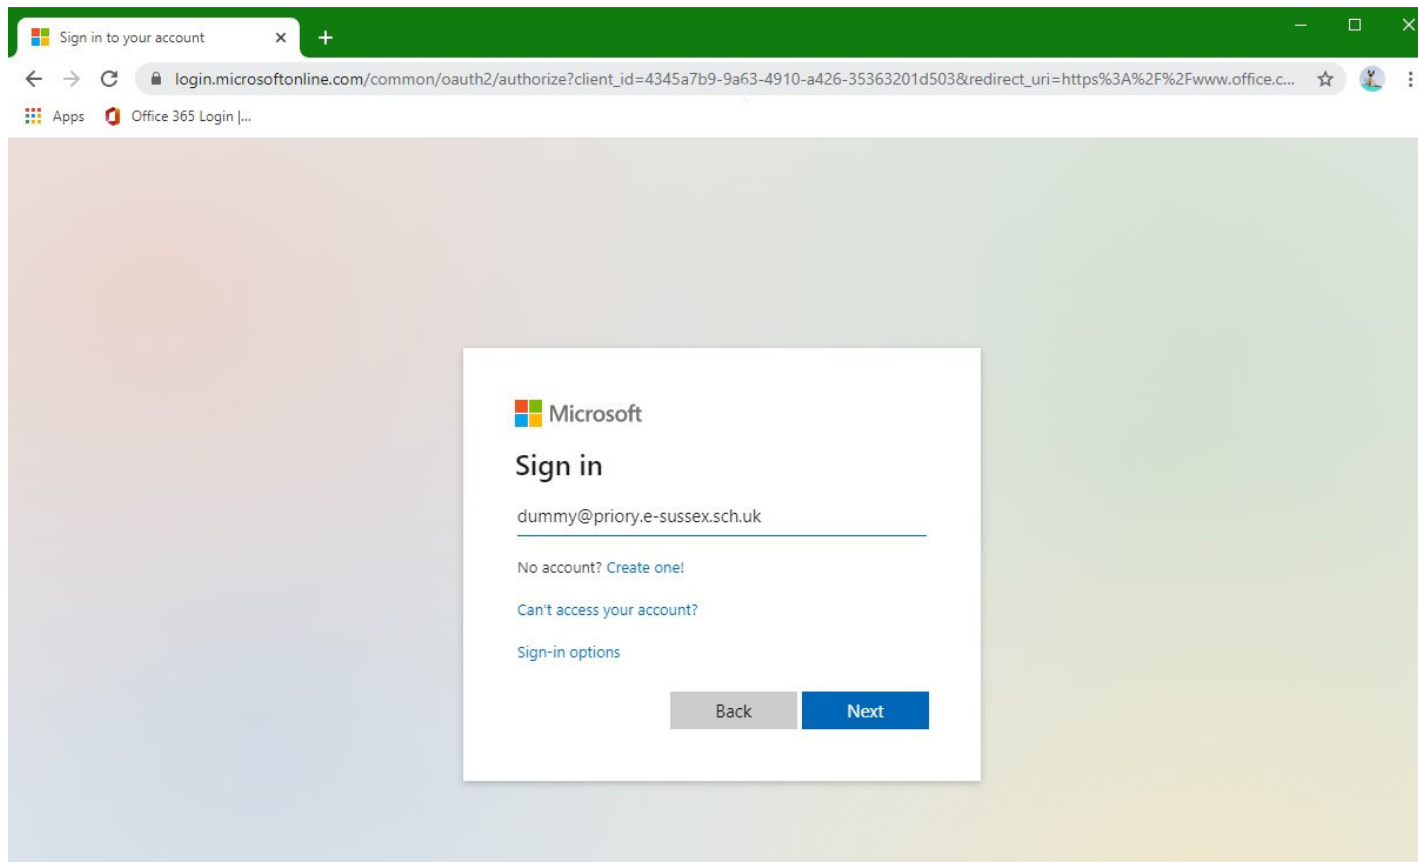 Sign in to your account
login.microsoftonline.com/common/oauth2/authorize?client_id=4345a7b9-9a63-4910-a426-35363201d503&redirect_uri=https%3A%2F%2Fwww.office.c...
Apps Office 365 Login |...
Microsoft
Sign in
dummy@priory.e-sussex.sch.uk
No account? Create one!
Can't access your account?
Sign-in options
Back Next